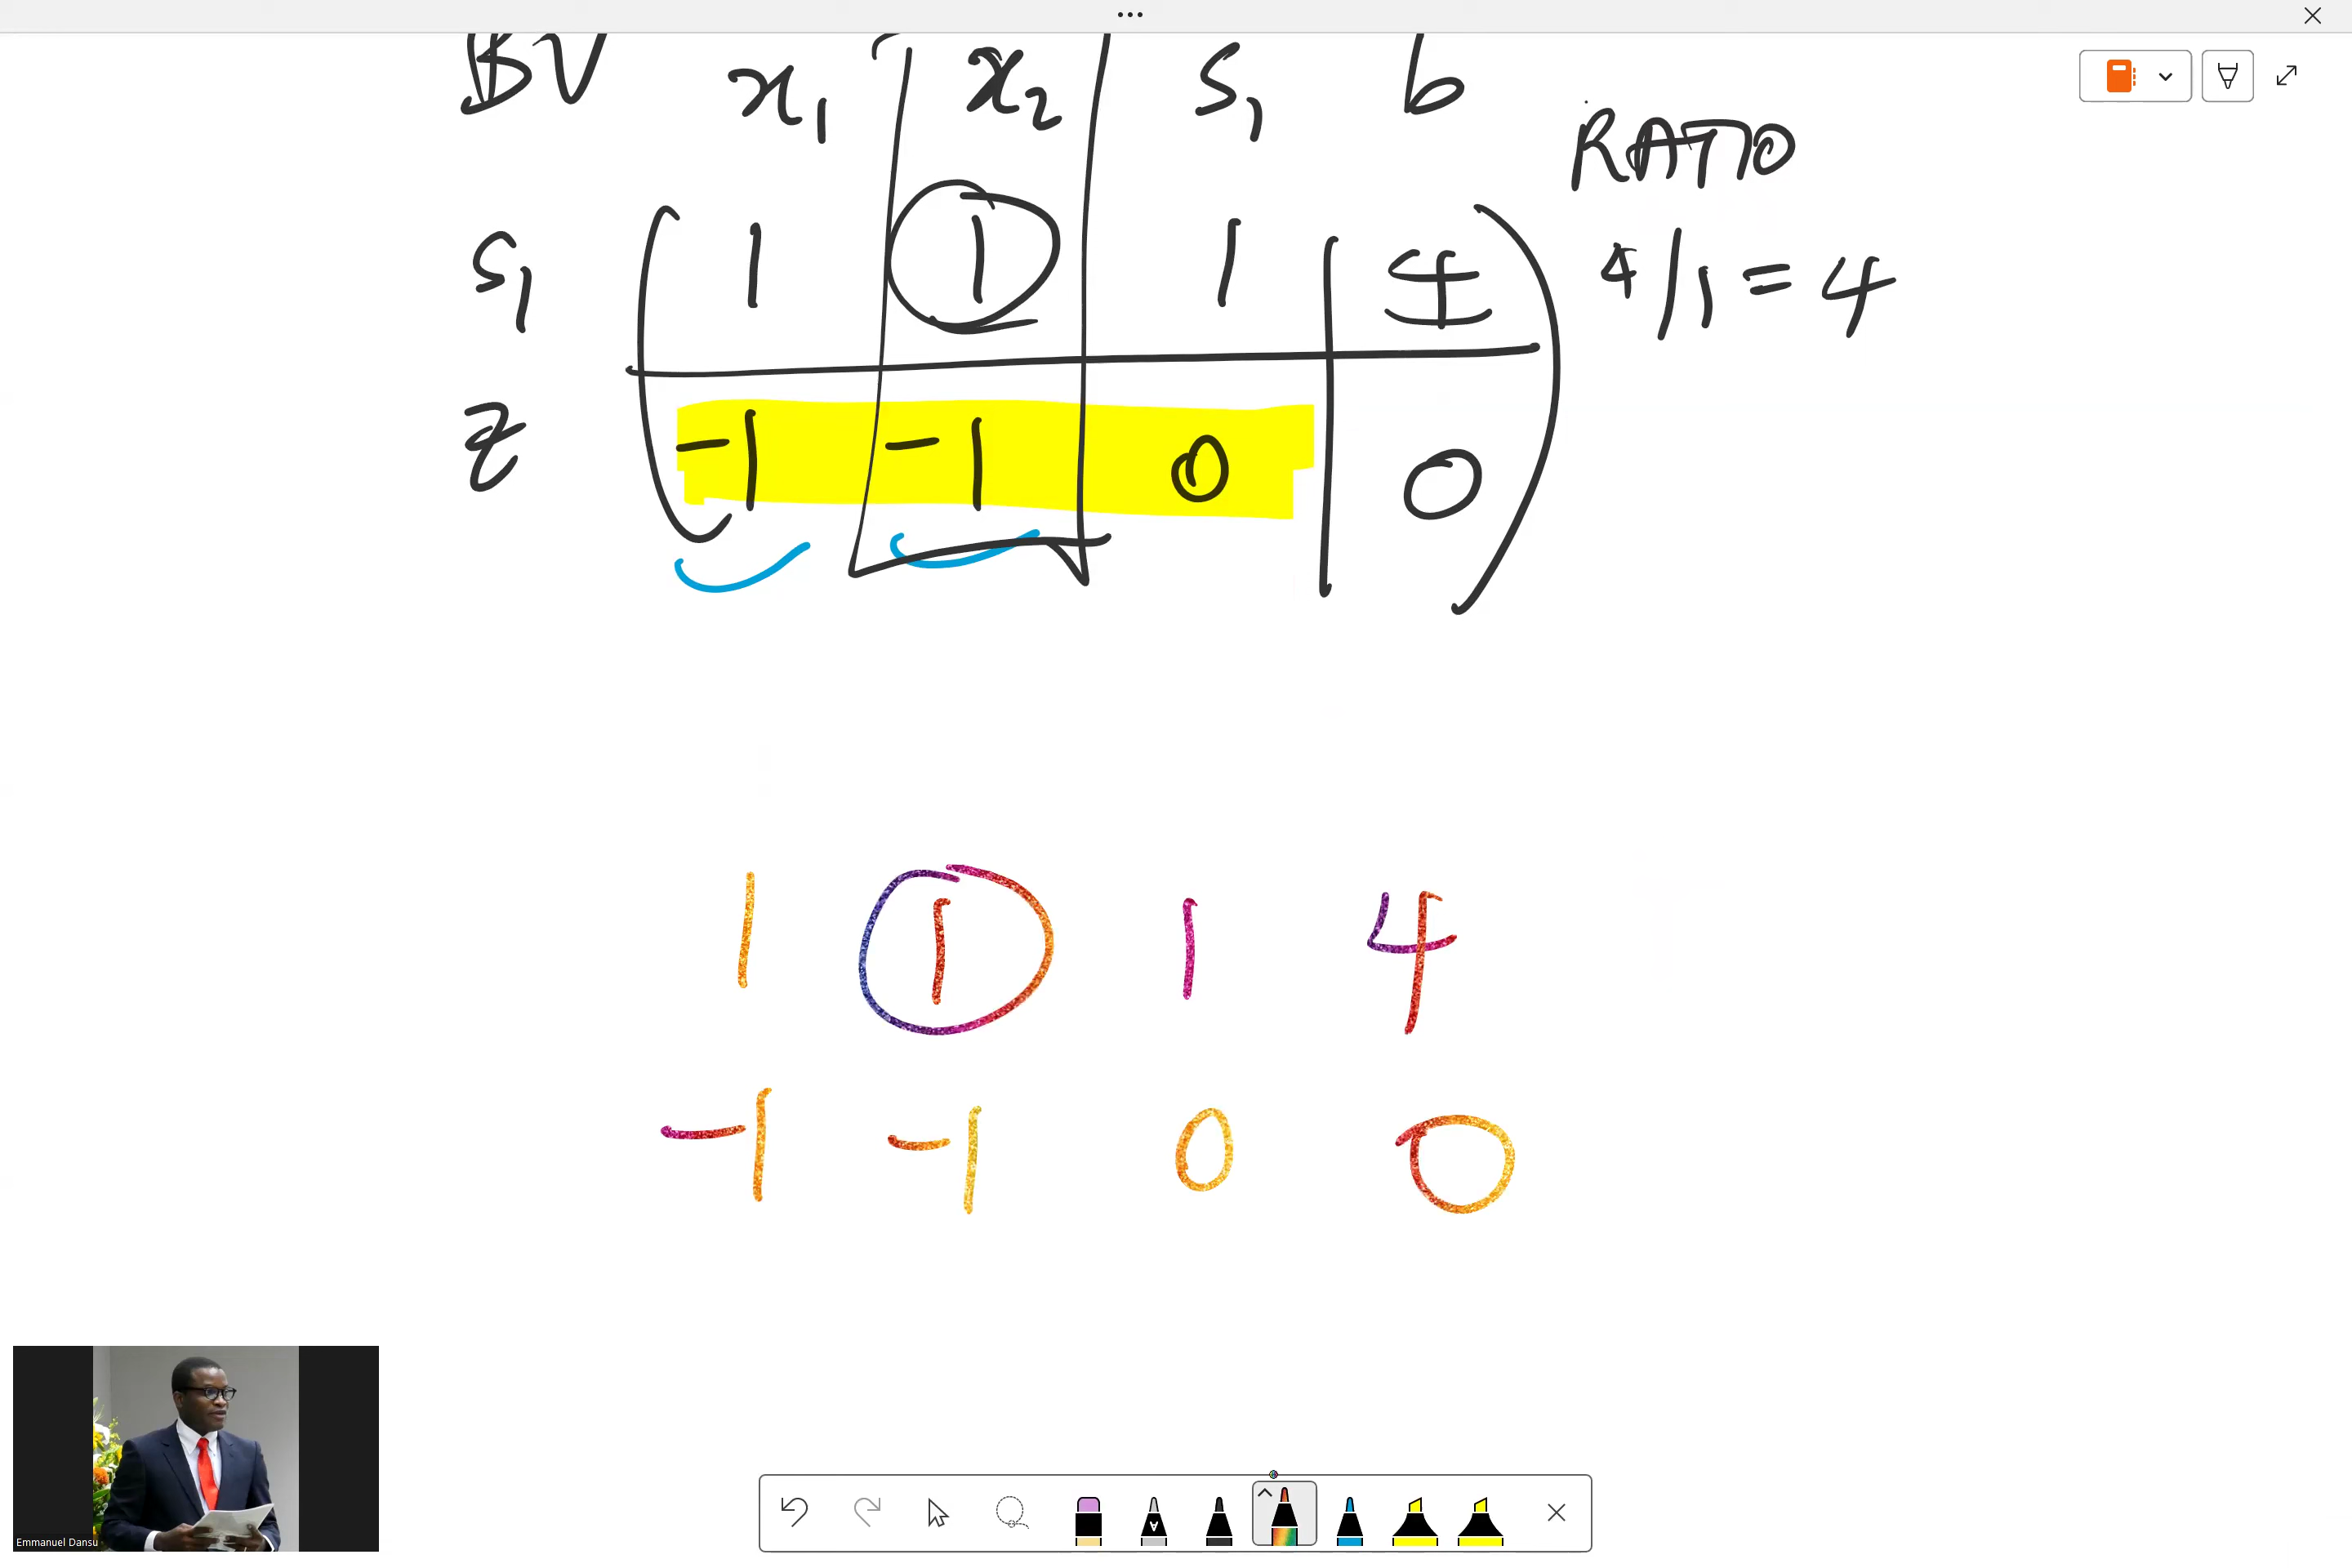 BV x₁ x₂ s₁ b RATIO
s₁ 1 1 1 4 4/1 = 4
z -1 -1 0 0
1 1 1 4
-1 -1 0 0
Emmanuel Dansu